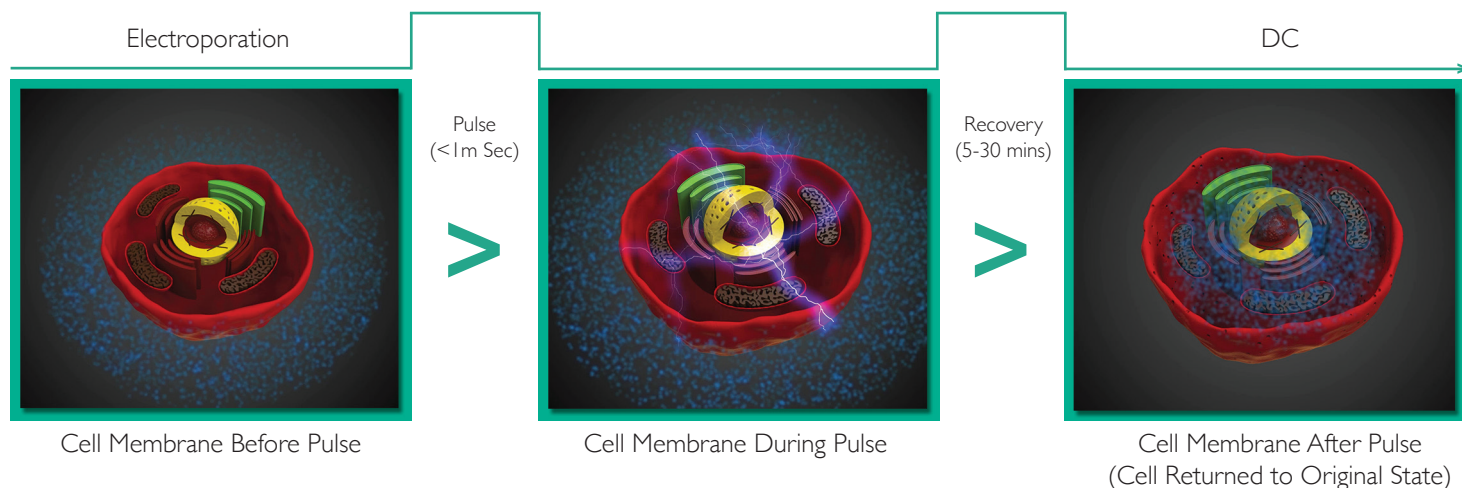 Electroporation
DC
Pulse
(<1m Sec)
Recovery
(5-30 mins)
>
>
Cell Membrane Before Pulse
Cell Membrane During Pulse
Cell Membrane After Pulse
(Cell Returned to Original State)